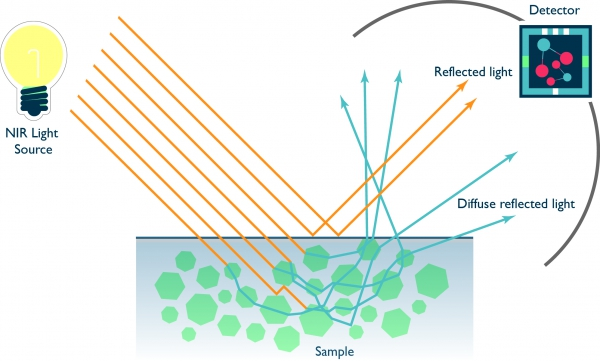 Detector
Reflected light
NIR Light
Source
Diffuse reflected light
Sample